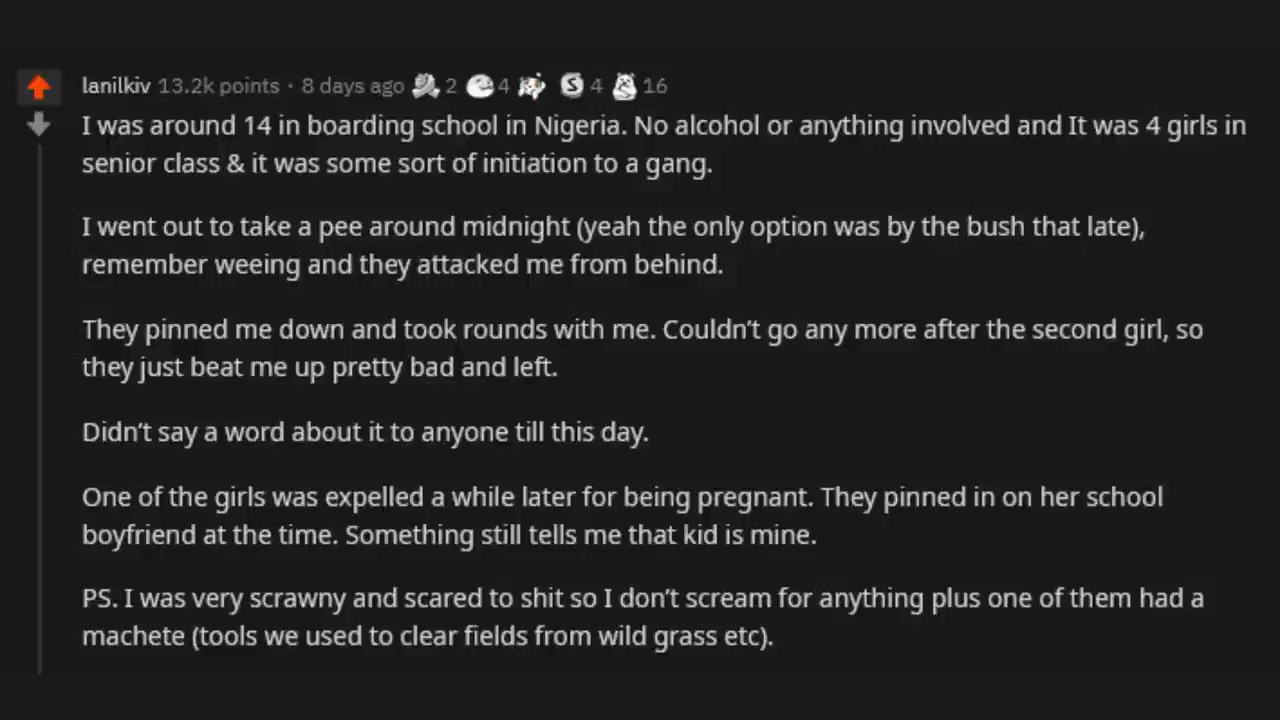 lanilkiv 13.2k points · 8 days ago 2 4 4 16
I was around 14 in boarding school in Nigeria. No alcohol or anything involved and It was 4 girls in
senior class & it was some sort of initiation to a gang.
I went out to take a pee around midnight (yeah the only option was by the bush that late),
remember weeing and they attacked me from behind.
They pinned me down and took rounds with me. Couldn't go any more after the second girl, so
they just beat me up pretty bad and left.
Didn't say a word about it to anyone till this day.
One of the girls was expelled a while later for being pregnant. They pinned in on her school
boyfriend at the time. Something still tells me that kid is mine.
PS. I was very scrawny and scared to shit so I don't scream for anything plus one of them had a
machete (tools we used to clear fields from wild grass etc).